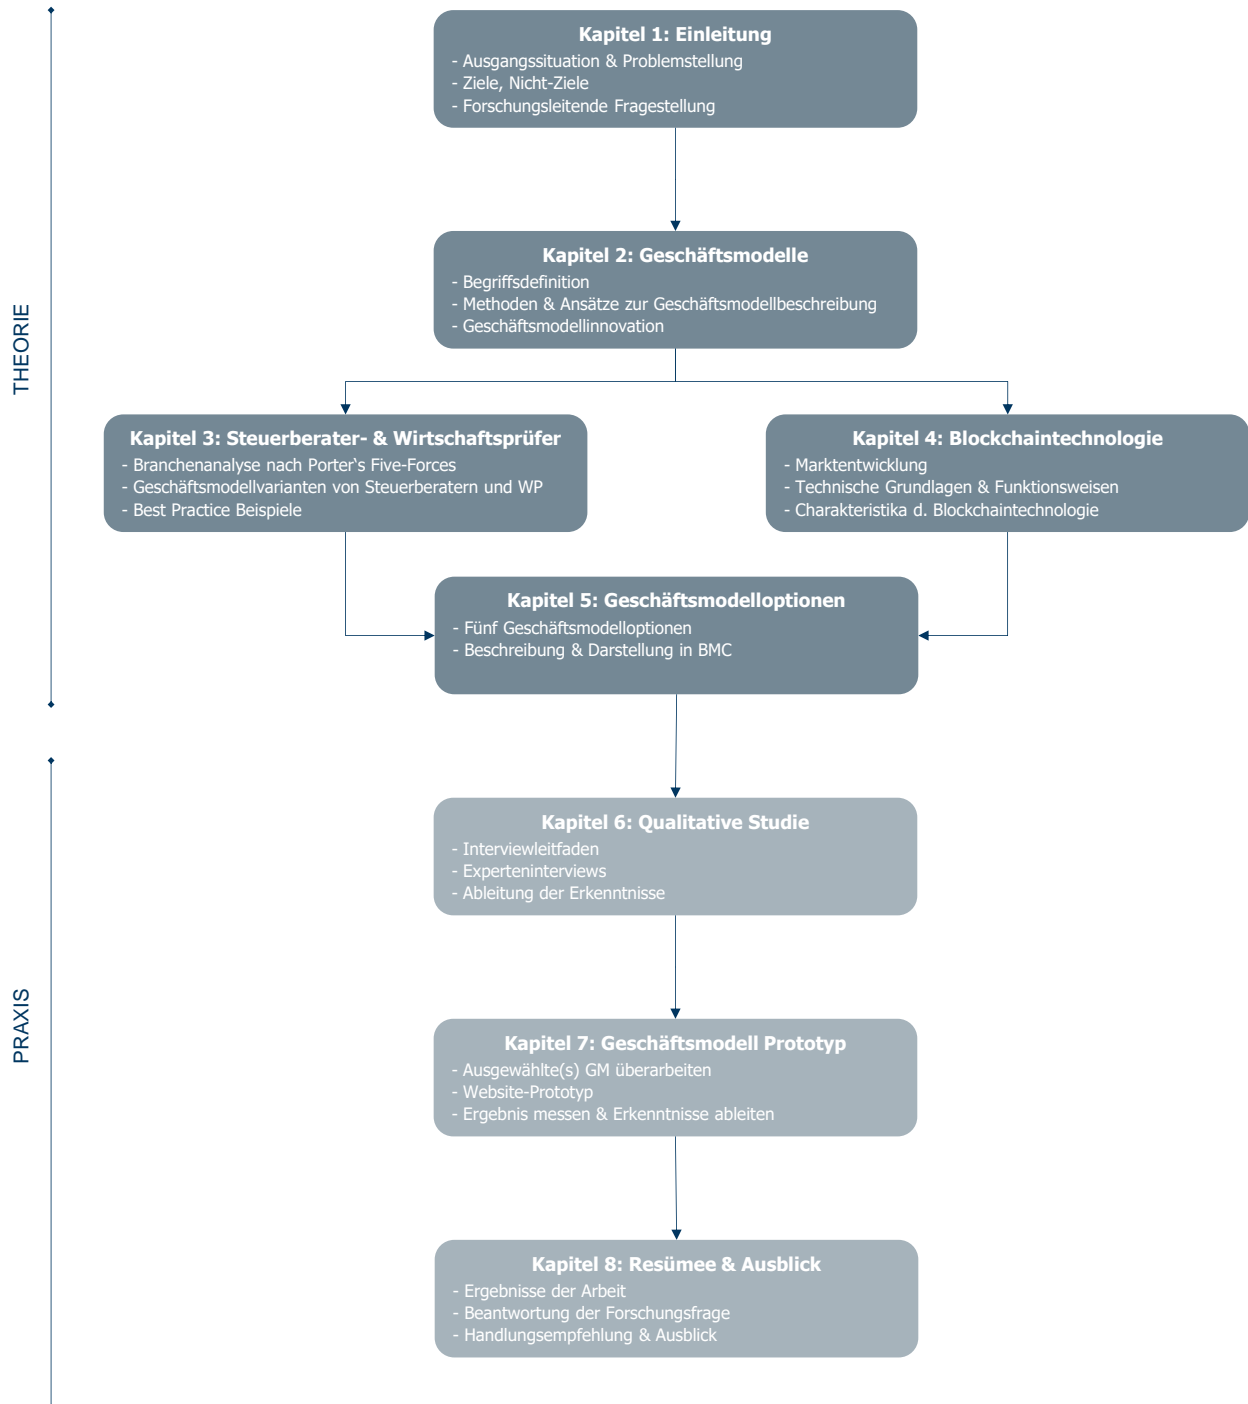 THEORIE
Kapitel 1: Einleitung
- Ausgangssituation & Problemstellung
- Ziele, Nicht-Ziele
- Forschungsleitende Fragestellung
Kapitel 2: Geschäftsmodelle
- Begriffsdefinition
- Methoden & Ansätze zur Geschäftsmodellbeschreibung
- Geschäftsmodellinnovation
Kapitel 3: Steuerberater- & Wirtschaftsprüfer
- Branchenanalyse nach Porter‘s Five-Forces
- Geschäftsmodellvarianten von Steuerberatern und WP
- Best Practice Beispiele
Kapitel 4: Blockchaintechnologie
- Marktentwicklung
- Technische Grundlagen & Funktionsweisen
- Charakteristika d. Blockchaintechnologie
Kapitel 5: Geschäftsmodelloptionen
- Fünf Geschäftsmodelloptionen
- Beschreibung & Darstellung in BMC
PRAXIS
Kapitel 6: Qualitative Studie
- Interviewleitfaden
- Experteninterviews
- Ableitung der Erkenntnisse
Kapitel 7: Geschäftsmodell Prototyp
- Ausgewählte(s) GM überarbeiten
- Website-Prototyp
- Ergebnis messen & Erkenntnisse ableiten
Kapitel 8: Resümee & Ausblick
- Ergebnisse der Arbeit
- Beantwortung der Forschungsfrage
- Handlungsempfehlung & Ausblick